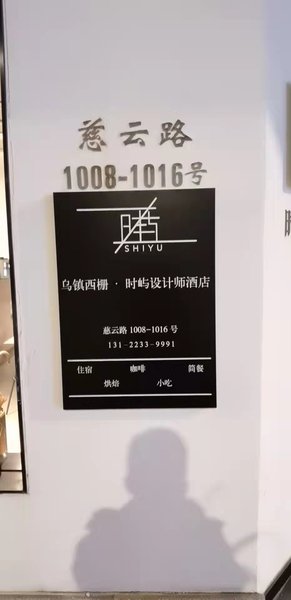 慈云路
1008-1016号
时屿
SHIYU
乌镇西栅 · 时屿设计师酒店
慈云路 1008-1016 号
131-2233-9991
住宿 咖啡 简餐
烘焙 小吃